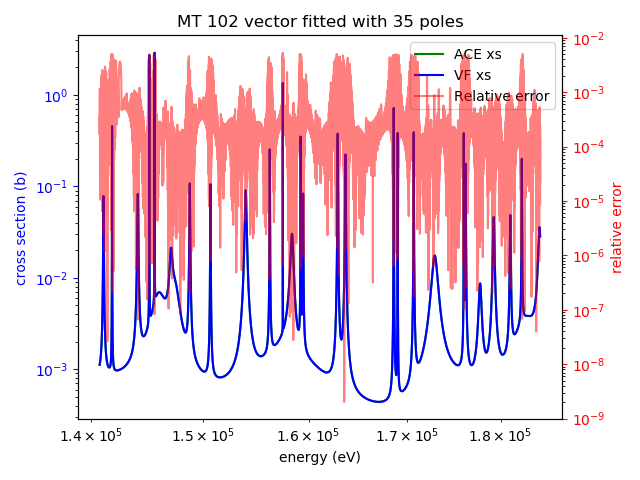 MT 102 vector fitted with 35 poles
ACE xs
VF xs
Relative error
10⁰
10⁻¹
10⁻²
10⁻³
cross section (b)
10⁻²
10⁻³
10⁻⁴
10⁻⁵
10⁻⁶
10⁻⁷
10⁻⁸
10⁻⁹
relative error
1.4 × 10⁵ 1.5 × 10⁵ 1.6 × 10⁵ 1.7 × 10⁵ 1.8 × 10⁵
energy (eV)